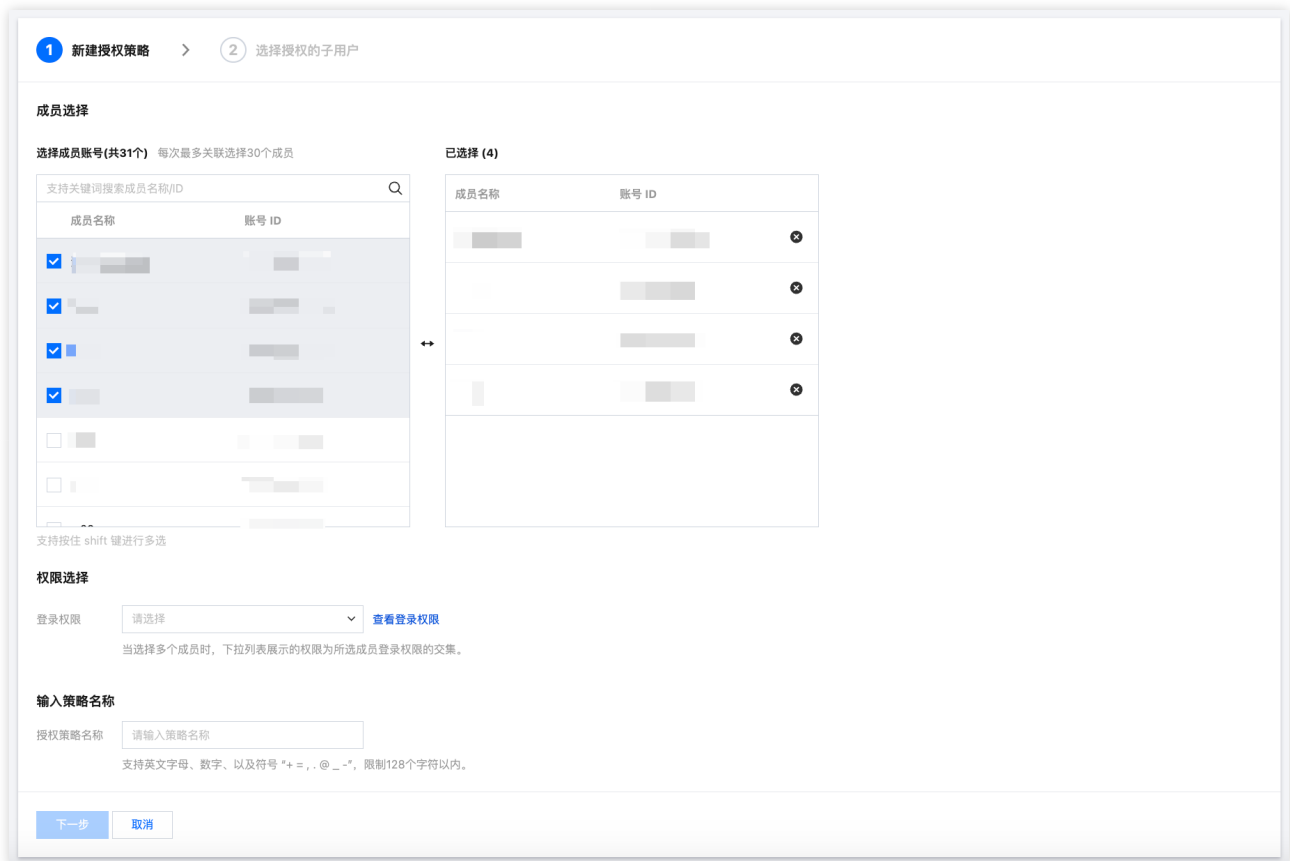 1 新建授权策略 2 选择授权的子用户
成员选择
选择成员账号(共31个) 每次最多关联选择30个成员
已选择 (4)
支持关键词搜索成员名称/ID
成员名称 账号 ID
成员名称 账号 ID
支持按住 shift 键进行多选
权限选择
登录权限 请选择 查看登录权限
当选择多个成员时，下拉列表展示的权限为所选成员登录权限的交集。
输入策略名称
授权策略名称 请输入策略名称
支持英文字母、数字、以及符号 “+ = , . @ _ -”，限制128个字符以内。
下一步 取消